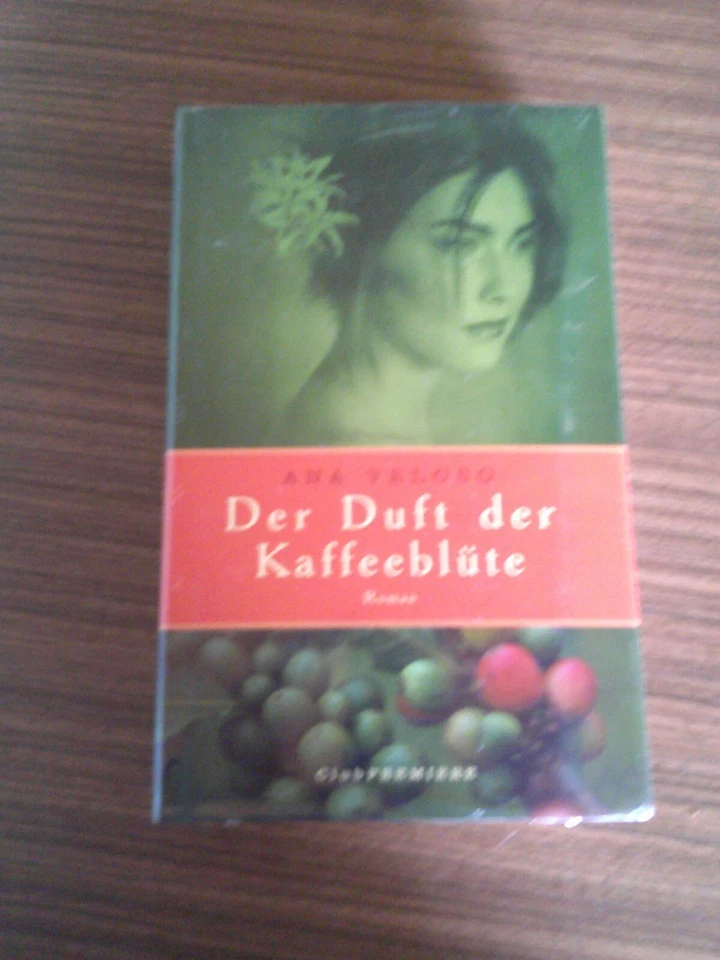 ANA VELOSO
Der Duft der
Kaffeeblüte
Roman
ClubPREMIERE